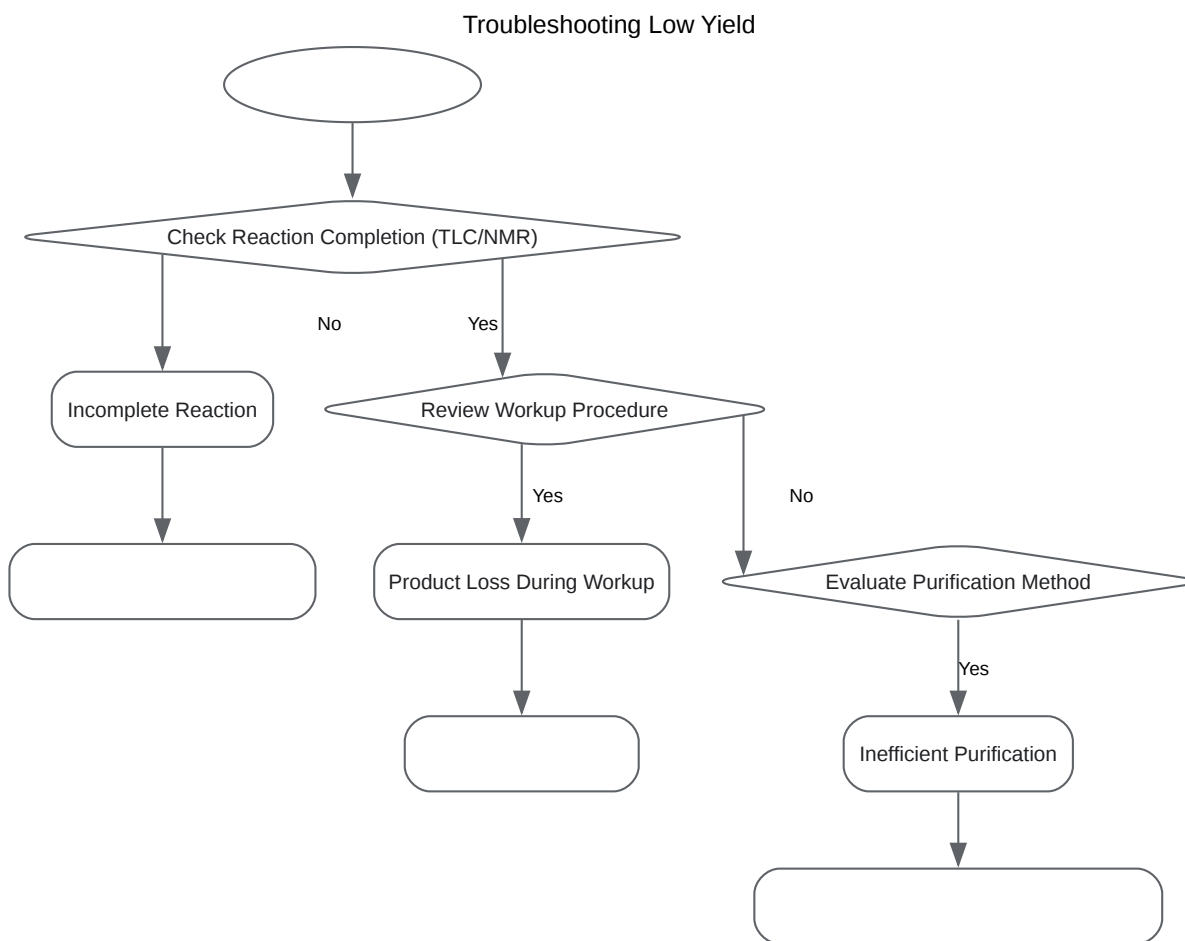 Troubleshooting Low Yield
Check Reaction Completion (TLC/NMR)
No
Yes
Incomplete Reaction
Review Workup Procedure
Yes
No
Product Loss During Workup
Evaluate Purification Method
Yes
Inefficient Purification